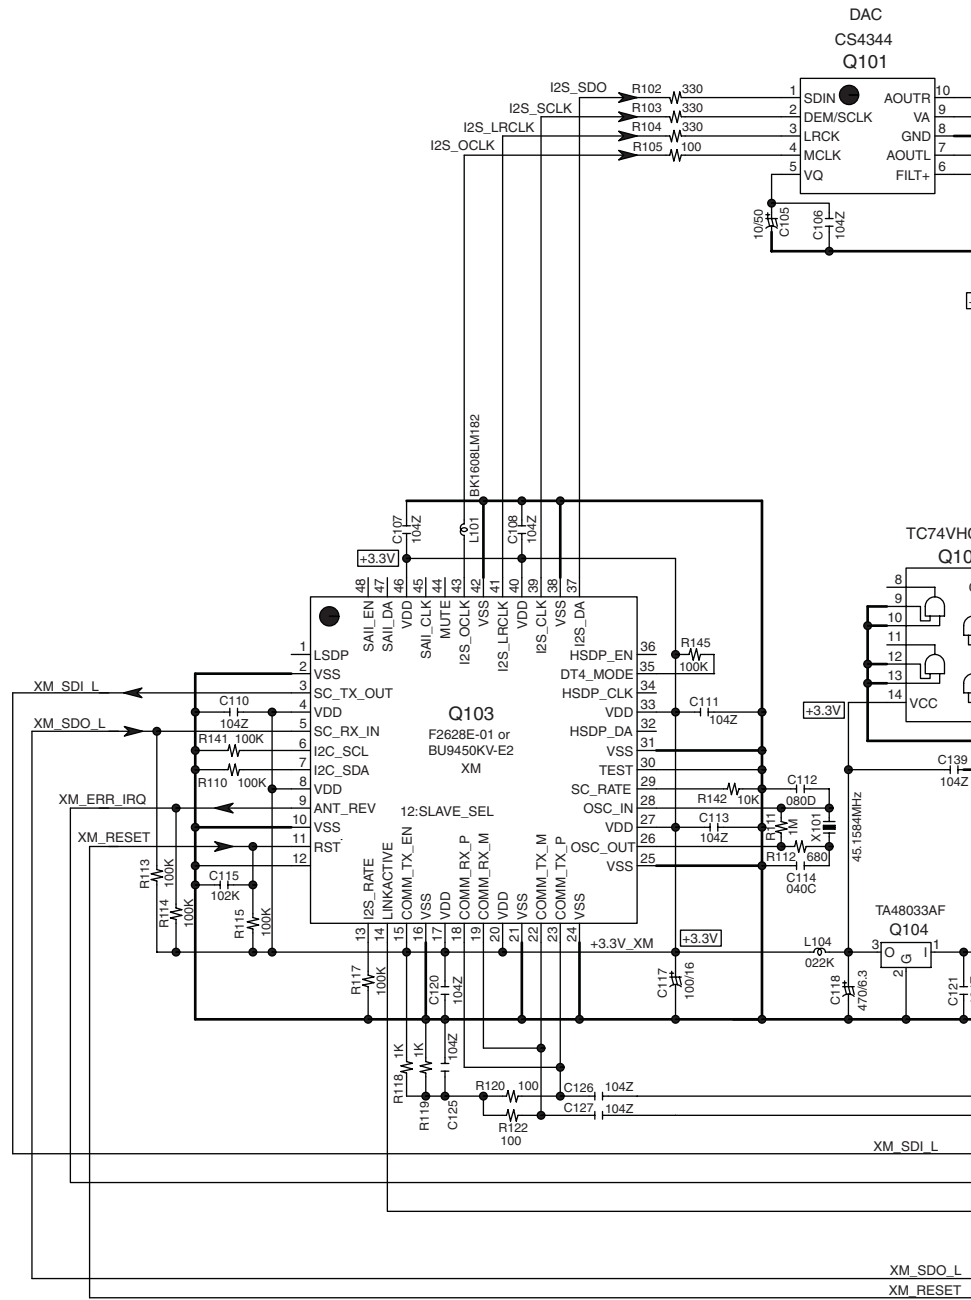 DAC
CS4344
Q101
I2S_SDO
R102 330
1 SDIN AOUTR 10
I2S_SCLK
R103 330
2 DEM/SCLK VA 9
I2S_LRCLK
R104 330
3 LRCK GND 8
I2S_OCLK
R105 100
4 MCLK AOUTL 7
5 VQ FILT+ 6
10/50
C105
C106
104Z
BK1608LM182
L101
C107
104Z
C108
104Z
+3.3V
TC74VH
Q10
48 47 46 45 44 43 42 41 40 39 38 37
SAII_EN
SAII_DA
VDD
SAII_CLK
MUTE
I2S_OCLK
VSS
I2S_LRCLK
VDD
I2S_CLK
VSS
I2S_DA
8
9
10
11
12
13
14 VCC
+3.3V
1 LSDP
2 VSS
3 SC_TX_OUT
4 VDD
5 SC_RX_IN
6 I2C_SCL
7 I2C_SDA
8 VDD
9 ANT_REV
10 VSS
11 RST
12
XM_SDI_L
XM_SDO_L
XM_ERR_IRQ
XM_RESET
C110
104Z
R141 100K
R110 100K
Q103
F2628E-01 or
BU9450KV-E2
XM
12:SLAVE_SEL
HSDP_EN 36
DT4_MODE 35
HSDP_CLK 34
VDD 33
HSDP_DA 32
VSS 31
TEST 30
SC_RATE 29
OSC_IN 28
VDD 27
OSC_OUT 26
VSS 25
R145
100K
C111
104Z
R142 10K
C112
080D
C113
104Z
R111
1M
X101
45.1584MHz
R112 680
C114
040C
C139
104Z
R113
100K
R114
100K
C115
102K
R115
100K
I2S_RATE
LINKACTIVE
COMM_TX_EN
VSS
VDD
COMM_RX_P
COMM_RX_M
VDD
VSS
COMM_TX_M
COMM_TX_P
VSS
13 14 15 16 17 18 19 20 21 22 23 24
+3.3V_XM
+3.3V
L104
022K
TA48033AF
Q104
3 O G I 1
2
R117
100K
C120
104Z
C117
100/16
C118
470/6.3
C121
R118
1K
R119
1K
C125
104Z
R120 100
C126 104Z
C127 104Z
R122
100
XM_SDI_L
XM_SDO_L
XM_RESET